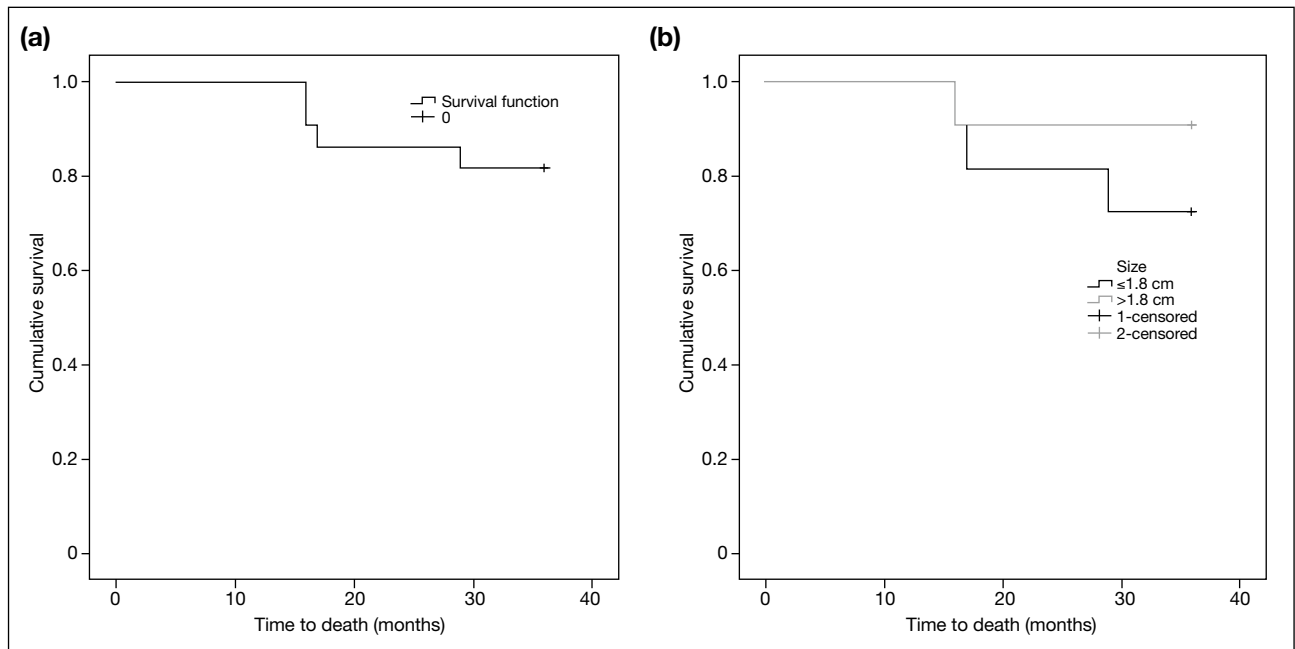 (a)
1.0
0.8
0.6
0.4
0.2
0
Cumulative survival
Survival function
0
0
10
20
30
40
Time to death (months)
(b)
1.0
0.8
0.6
0.4
0.2
0
Cumulative survival
Size
≤1.8 cm
>1.8 cm
1-censored
2-censored
0
10
20
30
40
Time to death (months)